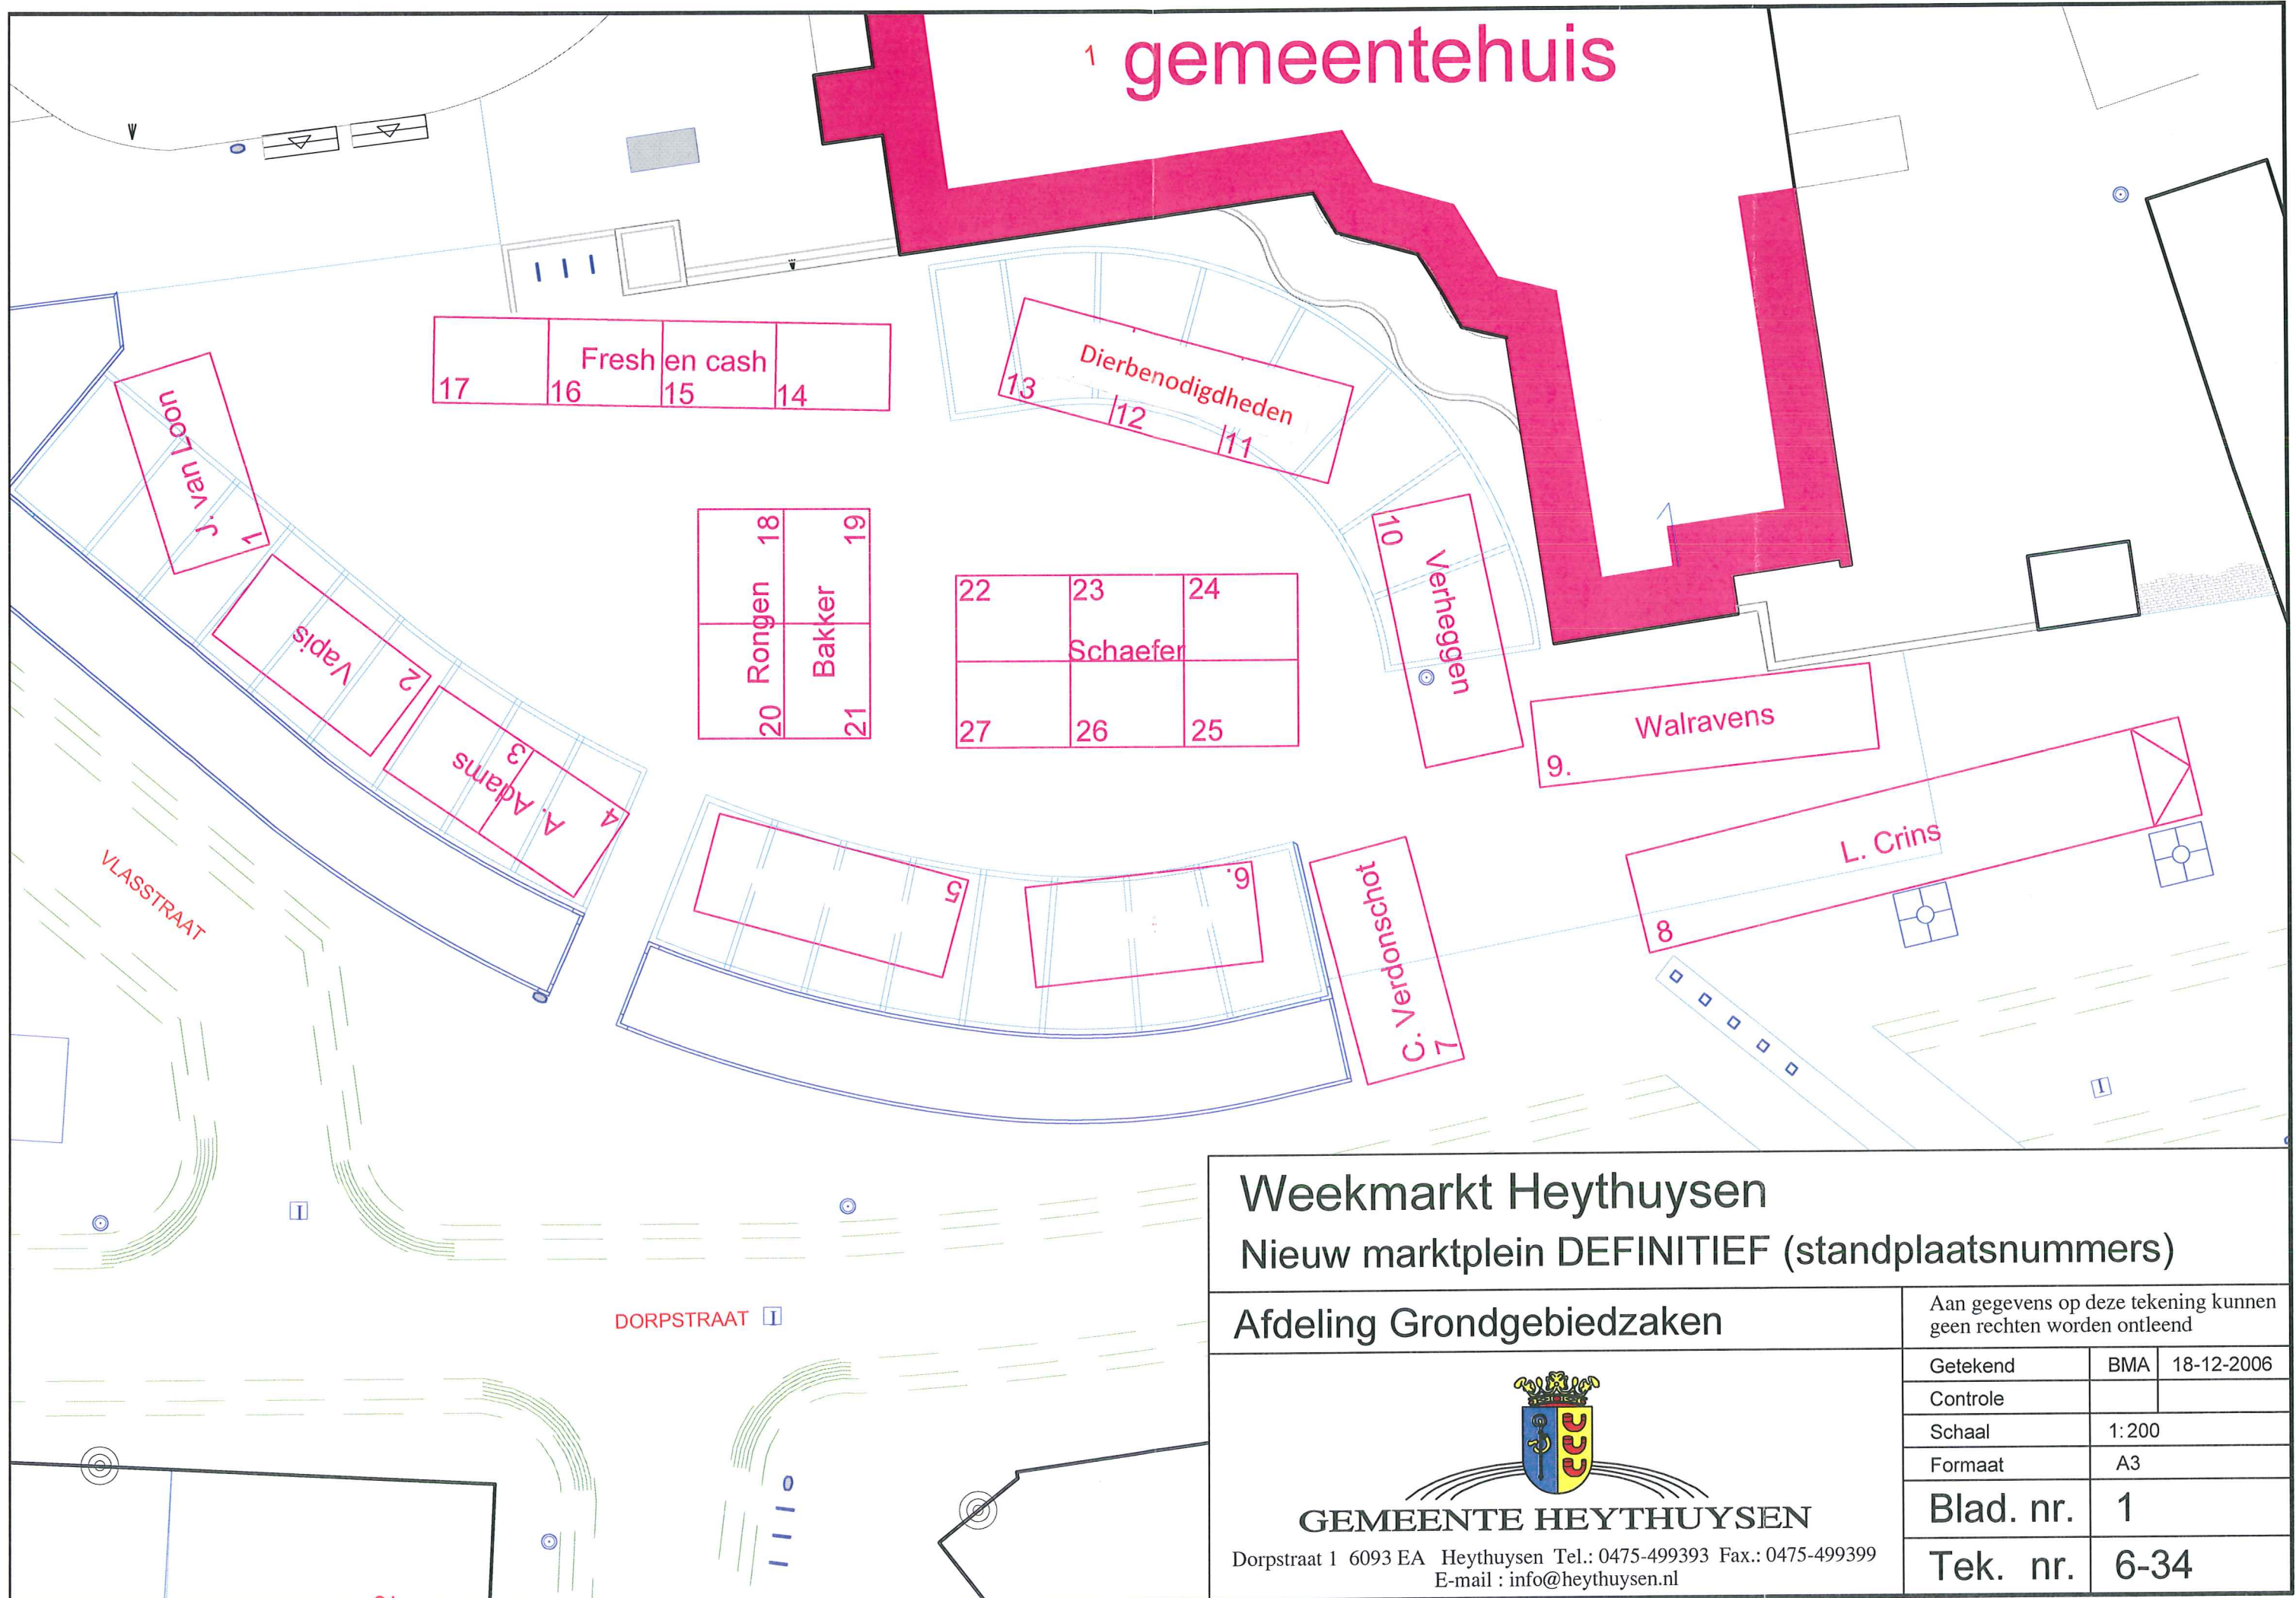 1 gemeentehuis
17 16 15 14
Fresh en cash
13 12 11
Dierbenodigdheden
J. van Loon
1
Vapis
2
A. Adams
3
4
18
Rongen
20
19
Bakker
21
22 23 24
Schaefer
27 26 25
10
Verheggen
Walravens
9.
L. Crins
8
5
6.
C. Verdonschot
7
VLASSTRAAT
I
DORPSTRAAT I
I
Weekmarkt Heythuysen
Nieuw marktplein DEFINITIEF (standplaatsnummers)
Afdeling Grondgebiedzaken
Aan gegevens op deze tekening kunnen
geen rechten worden ontleend
Getekend BMA 18-12-2006
Controle
Schaal 1:200
Formaat A3
Blad. nr. 1
Tek. nr. 6-34
GEMEENTE HEYTHUYSEN
Dorpstraat 1 6093 EA Heythuysen Tel.: 0475-499393 Fax.: 0475-499399
E-mail : info@heythuysen.nl